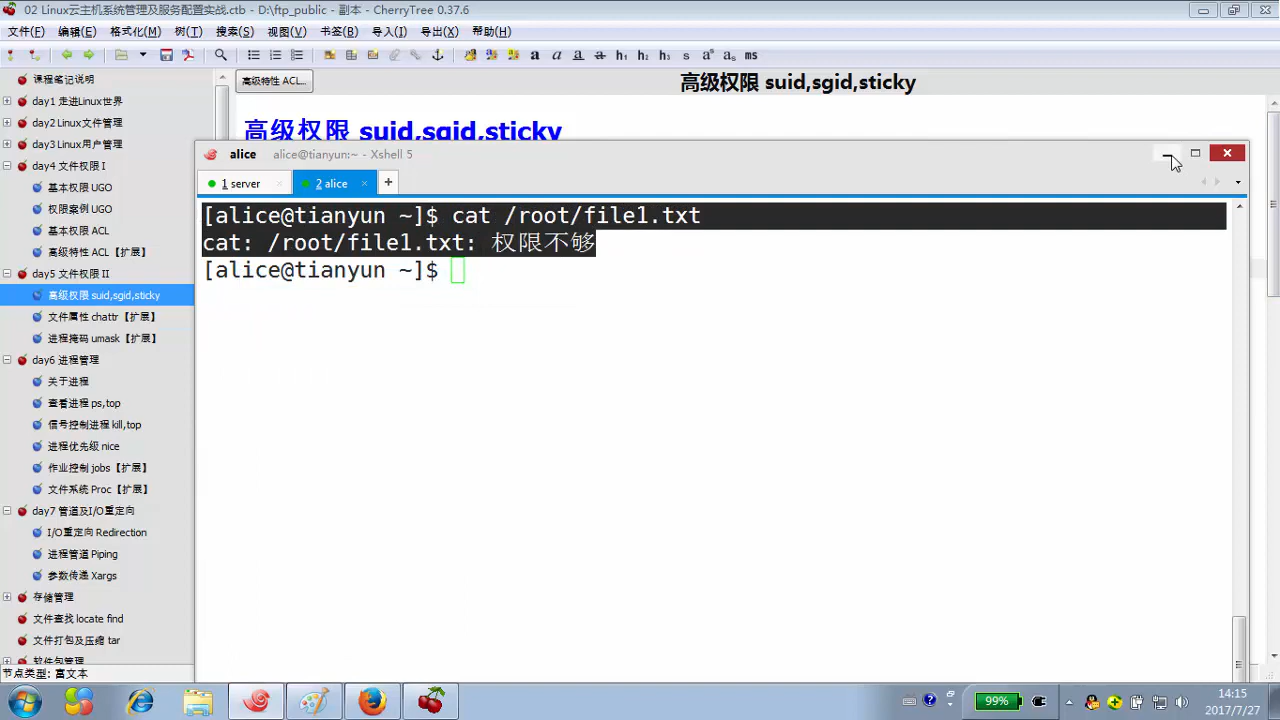 02 Linux云主机系统管理及服务配置实战.ctb - D:\ftp_public - 副本 - CherryTree 0.37.6
文件(F) 编辑(E) 格式化(M) 树(T) 搜索(S) 视图(V) 书签(B) 导入(I) 导出(X) 帮助(H)
a a a a h₁ h₂ h₃ s aᵃ aₐ ms
课程笔记说明
day1 走进Linux世界
day2 Linux文件管理
day3 Linux用户管理
day4 文件权限 I
基本权限 UGO
权限案例 UGO
基本权限 ACL
高级特性 ACL【扩展】
day5 文件权限 II
高级权限 suid,sgid,sticky
文件属性 chattr【扩展】
进程掩码 umask【扩展】
day6 进程管理
关于进程
查看进程 ps,top
信号控制进程 kill,top
进程优先级 nice
作业控制 jobs【扩展】
文件系统 Proc【扩展】
day7 管道及I/O重定向
I/O重定向 Redirection
进程管道 Piping
参数传递 Xargs
存储管理
文件查找 locate find
文件打包及压缩 tar
软件包管理
节点类型: 富文本
高级特性 ACL...
高级权限 suid,sgid,sticky
高级权限 suid,sgid,sticky
alice alice@tianyun:~ - Xshell 5
1 server
2 alice
[alice@tianyun ~]$ cat /root/file1.txt
cat: /root/file1.txt: 权限不够
[alice@tianyun ~]$
99%
14:15
2017/7/27